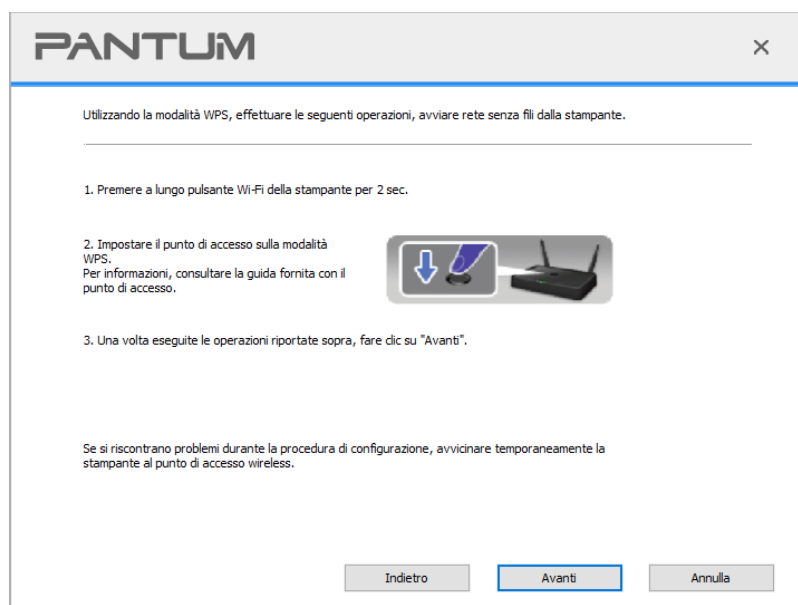 PANTUM
Utilizzando la modalità WPS, effettuare le seguenti operazioni, avviare rete senza fili dalla stampante.
1. Premere a lungo pulsante Wi-Fi della stampante per 2 sec.
2. Impostare il punto di accesso sulla modalità
WPS.
Per informazioni, consultare la guida fornita con il
punto di accesso.
3. Una volta eseguite le operazioni riportate sopra, fare clic su "Avanti".
Se si riscontrano problemi durante la procedura di configurazione, avvicinare temporaneamente la
stampante al punto di accesso wireless.
Indietro
Avanti
Annulla